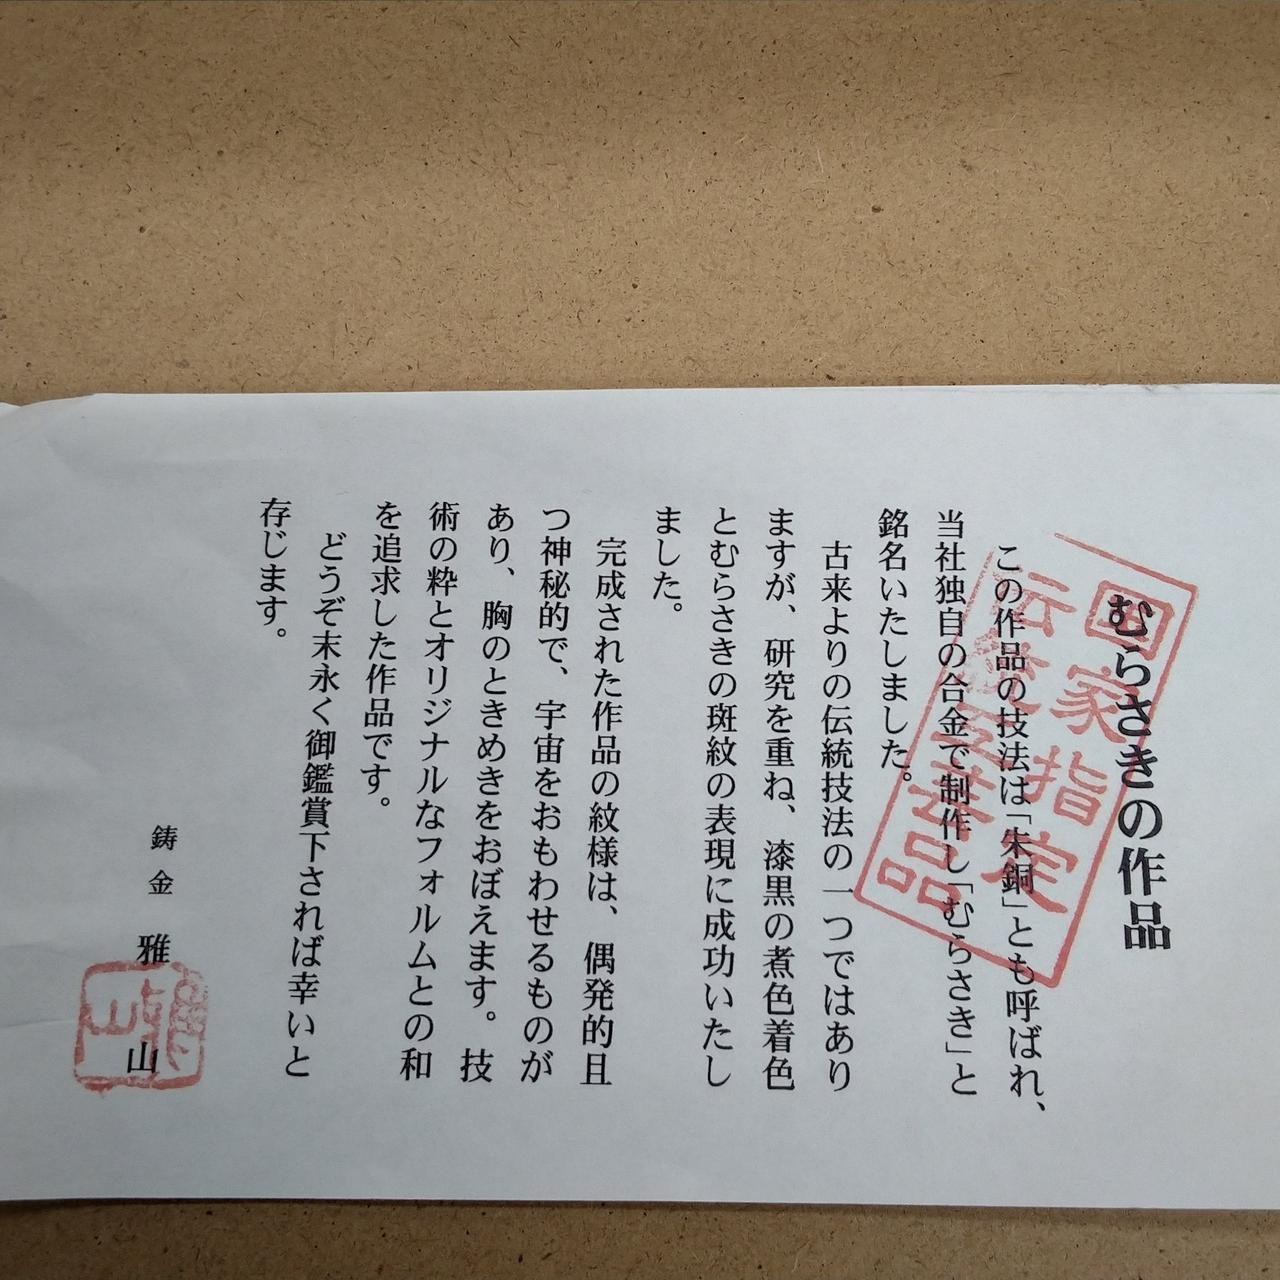 むらさきの作品
この作品の技法は「朱銅」とも呼ばれ、
当社独自の合金で制作し「むらさき」と
銘名いたしました。
古来よりの伝統技法の一つではあり
ますが、研究を重ね、漆黒の煮色着色
とむらさきの斑紋の表現に成功いたし
ました。
完成された作品の紋様は、偶発的且
つ神秘的で、宇宙をおもわせるものが
あり、胸のときめきをおぼえます。技
術の粋とオリジナルなフォルムとの和
を追求した作品です。
どうぞ末永く御鑑賞下されば幸いと
存じます。
鋳金 雅山
国家指定
伝統工芸品